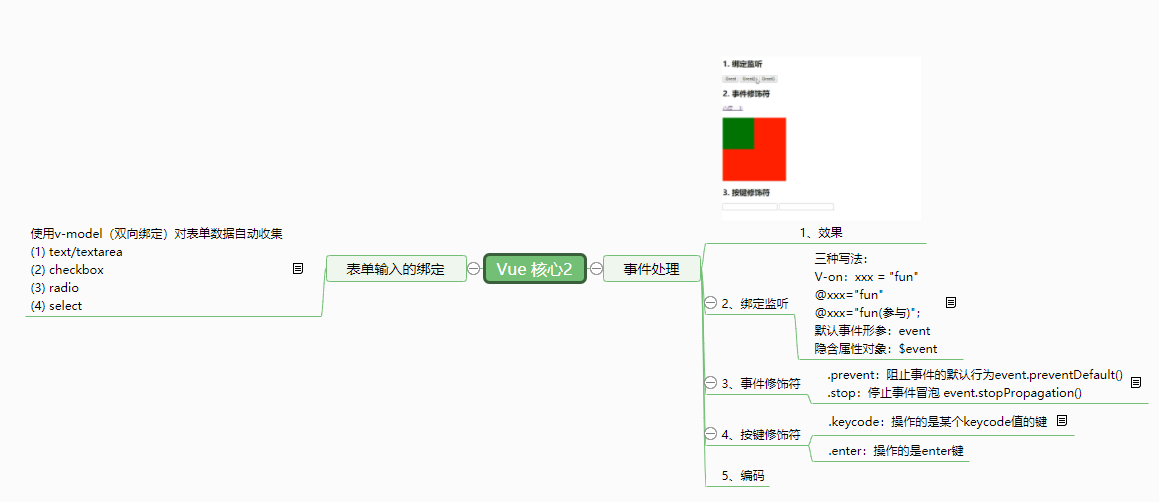 使用v-model（双向绑定）对表单数据自动收集
(1) text/textarea
(2) checkbox
(3) radio
(4) select
表单输入的绑定
Vue 核心2
事件处理
1. 绑定监听
2. 事件修饰符
3. 按键修饰符
1、效果
2、绑定监听
三种写法：
V-on：xxx = "fun"
@xxx="fun"
@xxx="fun(参与)"；
默认事件形参：event
隐含属性对象：$event
3、事件修饰符
.prevent：阻止事件的默认行为event.preventDefault()
.stop：停止事件冒泡 event.stopPropagation()
4、按键修饰符
.keycode：操作的是某个keycode值的键
.enter：操作的是enter键
5、编码